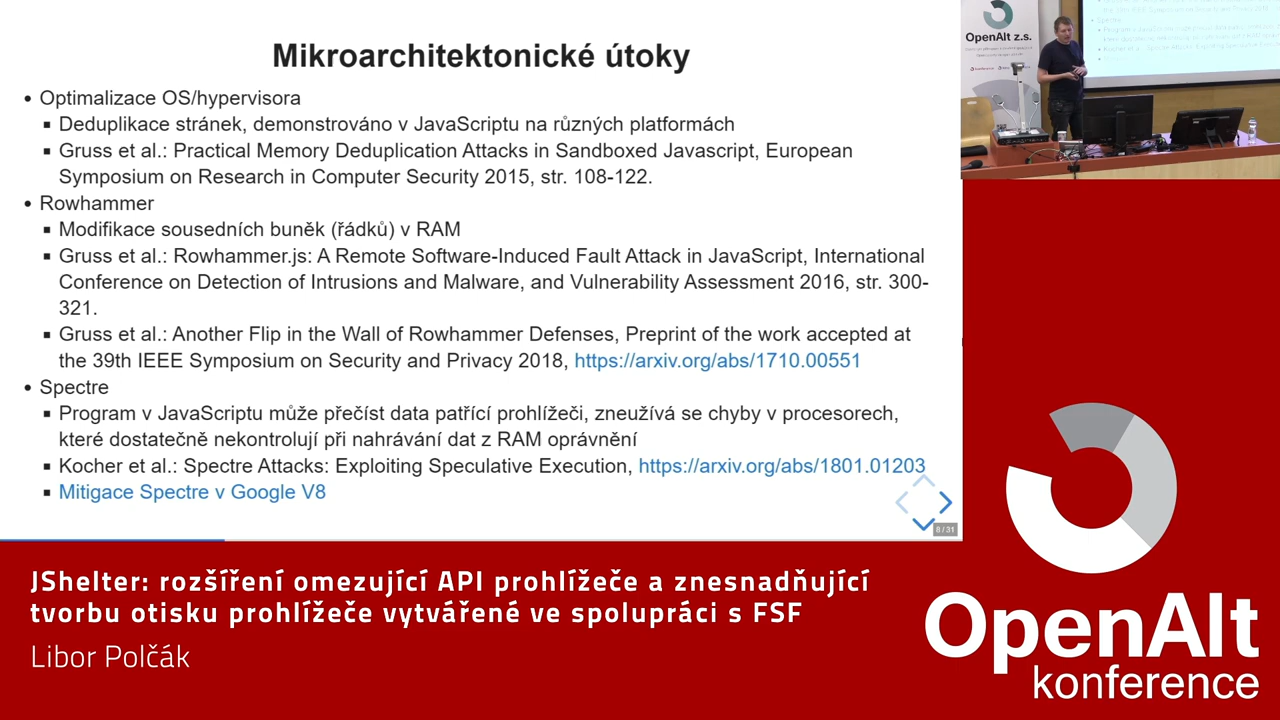 Mikroarchitektonické útoky
• Optimalizace OS/hypervisora
▪ Deduplikace stránek, demonstrováno v JavaScriptu na různých platformách
▪ Gruss et al.: Practical Memory Deduplication Attacks in Sandboxed Javascript, European
Symposium on Research in Computer Security 2015, str. 108-122.
• Rowhammer
▪ Modifikace sousedních buněk (řádků) v RAM
▪ Gruss et al.: Rowhammer.js: A Remote Software-Induced Fault Attack in JavaScript, International
Conference on Detection of Intrusions and Malware, and Vulnerability Assessment 2016, str. 300-
321.
▪ Gruss et al.: Another Flip in the Wall of Rowhammer Defenses, Preprint of the work accepted at
the 39th IEEE Symposium on Security and Privacy 2018, https://arxiv.org/abs/1710.00551
• Spectre
▪ Program v JavaScriptu může přečíst data patřící prohlížeči, zneužívá se chyby v procesorech,
které dostatečně nekontrolují při nahrávání dat z RAM oprávnění
▪ Kocher et al.: Spectre Attacks: Exploiting Speculative Execution, https://arxiv.org/abs/1801.01203
▪ Mitigace Spectre v Google V8
8 / 31
OpenAlt z.s.
JShelter: rozšíření omezující API prohlížeče a znesnadňující
tvorbu otisku prohlížeče vytvářené ve spolupráci s FSF
Libor Polčák
OpenAlt
konference